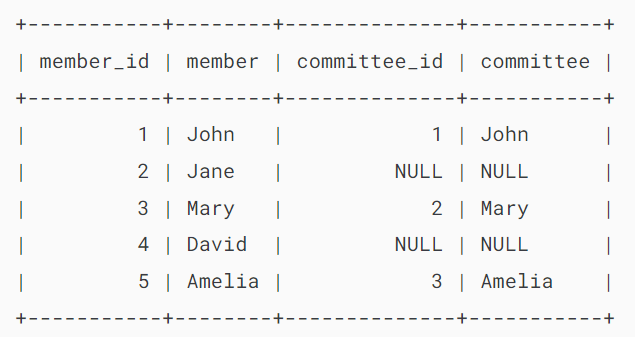 +-----------+--------+--------------+-----------+
| member_id | member | committee_id | committee |
+-----------+--------+--------------+-----------+
|         1 | John   |            1 | John      |
|         2 | Jane   |         NULL | NULL      |
|         3 | Mary   |            2 | Mary      |
|         4 | David  |         NULL | NULL      |
|         5 | Amelia |            3 | Amelia    |
+-----------+--------+--------------+-----------+